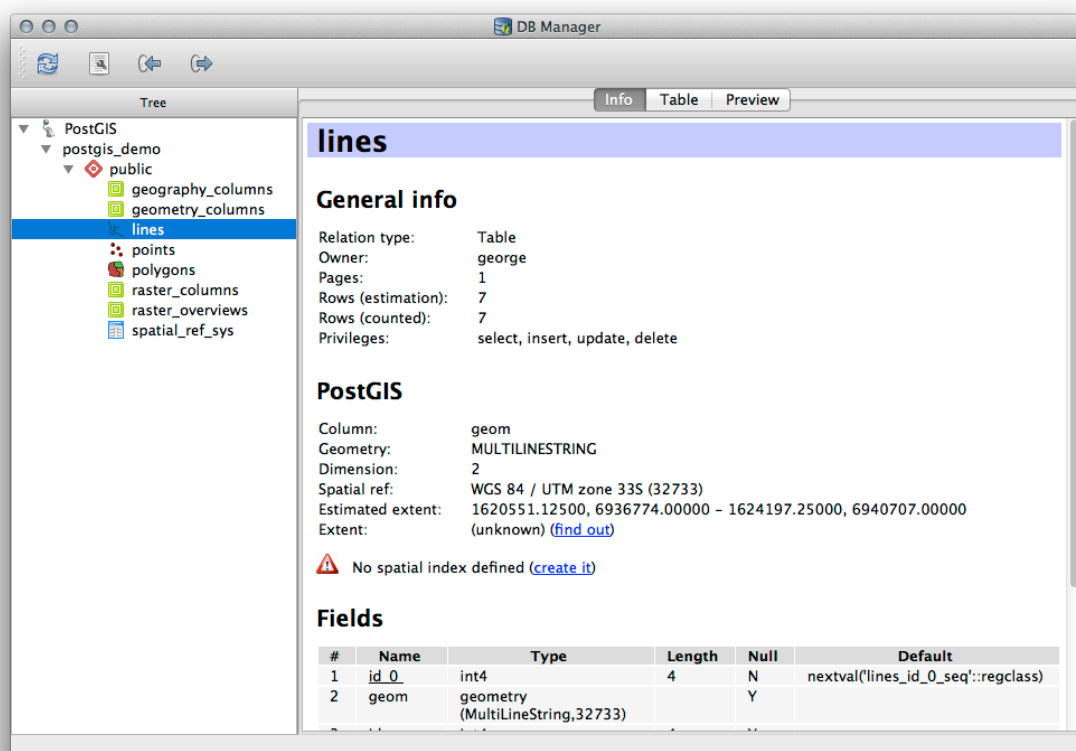 DB Manager
Tree
Info Table Preview
PostGIS
postgis_demo
public
geography_columns
geometry_columns
lines
points
polygons
raster_columns
raster_overviews
spatial_ref_sys
lines
General info
Relation type: Table
Owner: george
Pages: 1
Rows (estimation): 7
Rows (counted): 7
Privileges: select, insert, update, delete
PostGIS
Column: geom
Geometry: MULTILINESTRING
Dimension: 2
Spatial ref: WGS 84 / UTM zone 33S (32733)
Estimated extent: 1620551.12500, 6936774.00000 - 1624197.25000, 6940707.00000
Extent: (unknown) (find out)
No spatial index defined (create it)
Fields
# Name Type Length Null Default
1 id_0 int4 4 N nextval('lines_id_0_seq'::regclass)
2 geom geometry Y
(MultiLineString,32733)